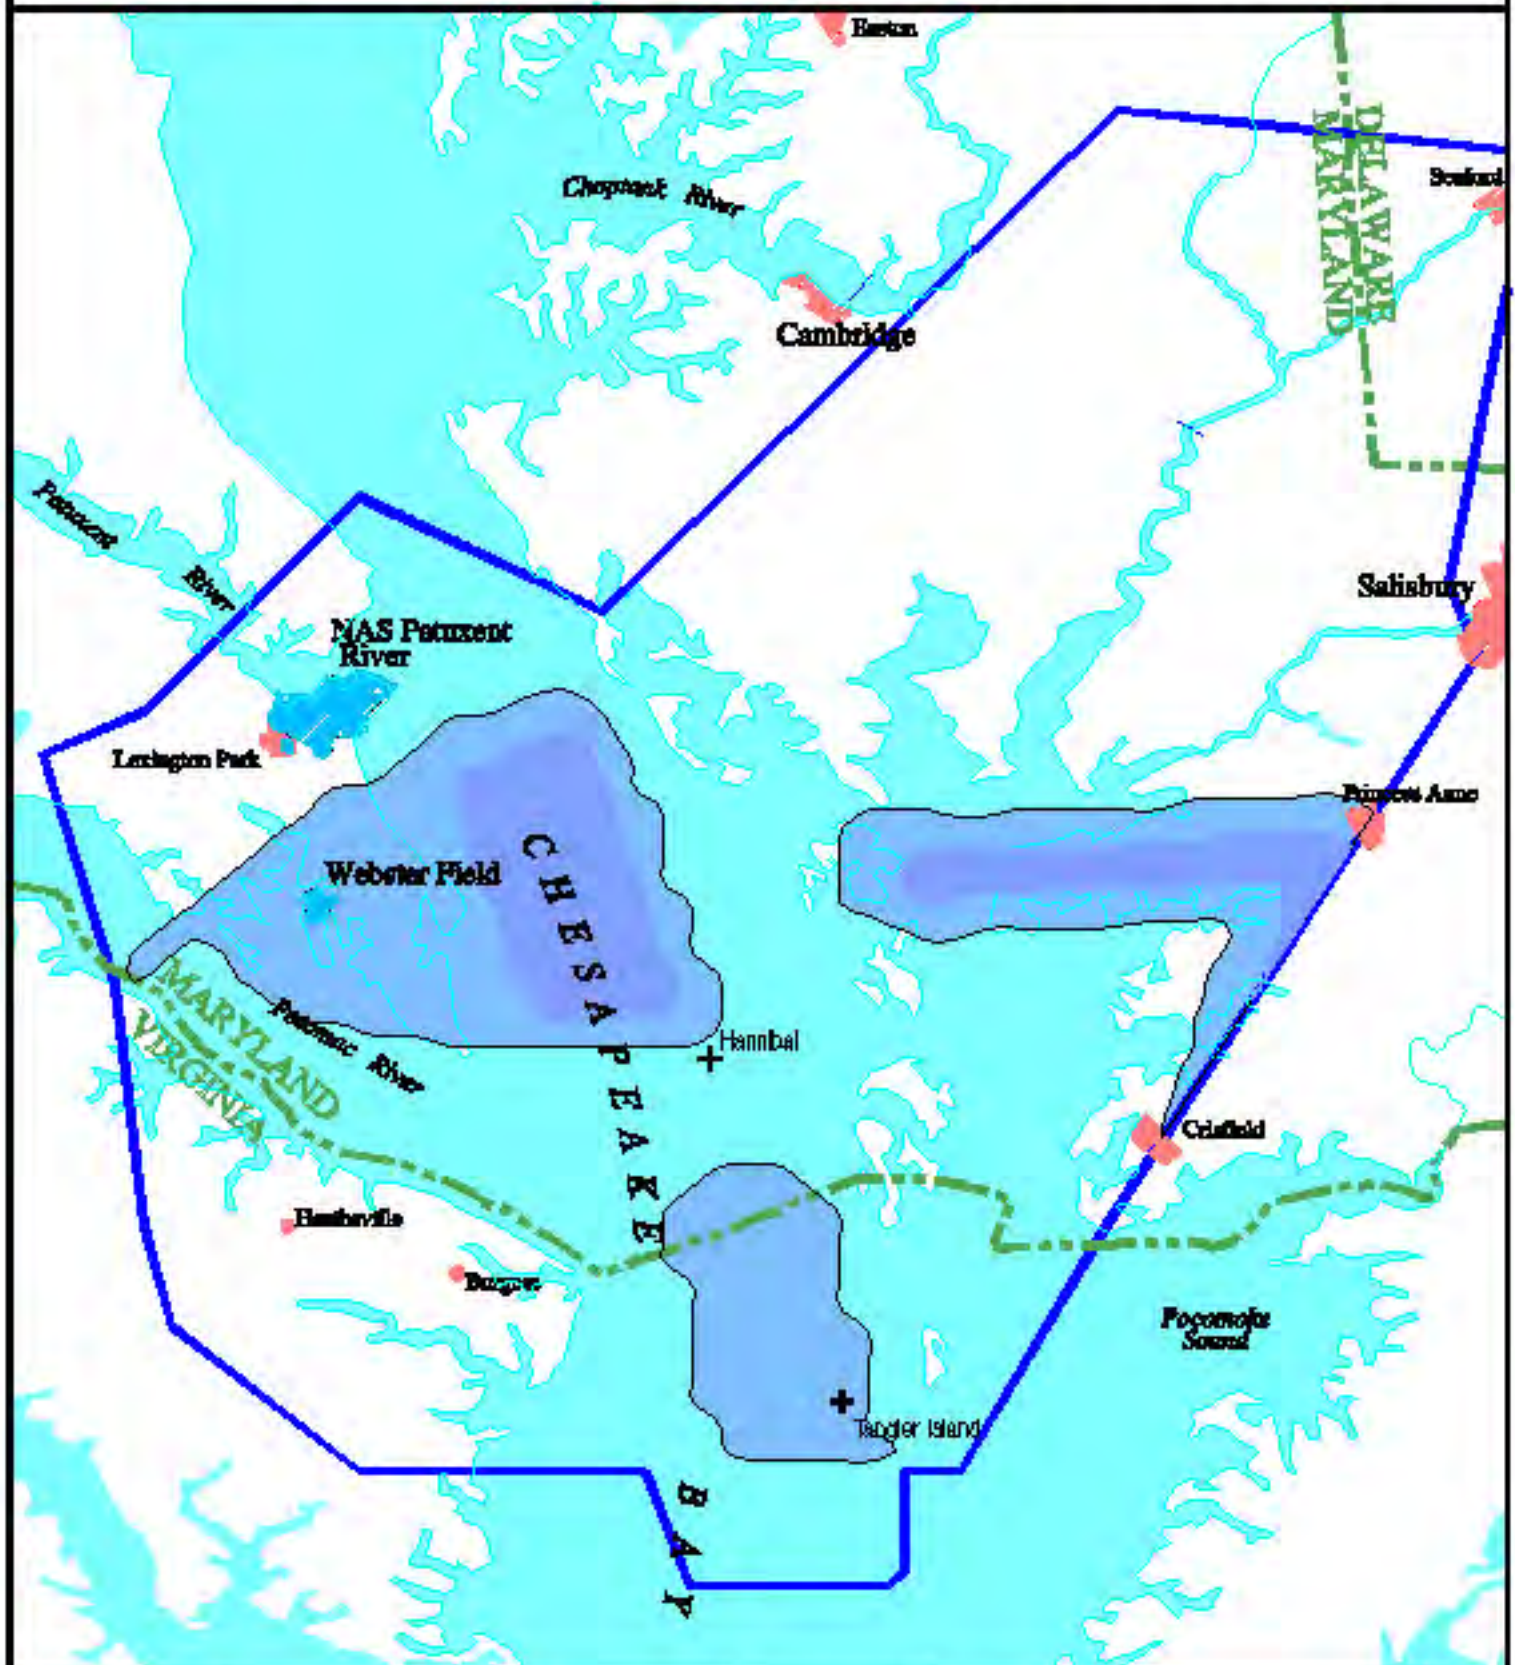 Easton
Choptank River
DELAWARE
MARYLAND
Seaford
Cambridge
Patuxent
River
Salisbury
NAS Patuxent
River
Lexington Park
Princess Anne
Webster Field
CHESAPEAKE
MARYLAND
VIRGINIA
Potomac River
Hannibal
Crisfield
Heathsville
Burgess
Pocomoke
Sound
Tangier Island
BAY